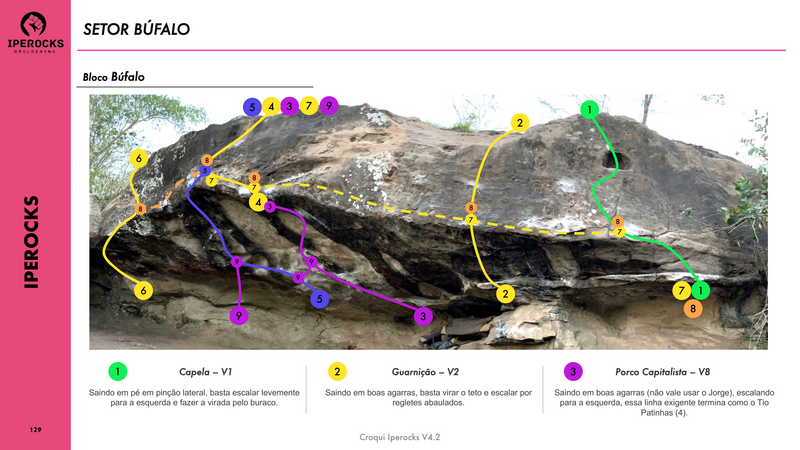 IPEROCKS
BOULDERING
SETOR BÚFALO
Bloco Búfalo
5 4 3 7 9
1
2
6
8
5
7
8
7
4
3
8
8
7
8
7
9
9
9
6
5
9
3
2
7 1
8
IPEROCKS
1 Capela – V1
Saindo em pé em pinção lateral, basta escalar levemente
para a esquerda e fazer a virada pelo buraco.
2 Guarnição – V2
Saindo em boas agarras, basta virar o teto e escalar por
regletes abaulados.
3 Porco Capitalista – V8
Saindo em boas agarras (não vale usar o Jorge), escalando
para a esquerda, essa linha exigente termina como o Tio
Patinhas (4).
129
Croqui Iperocks V4.2